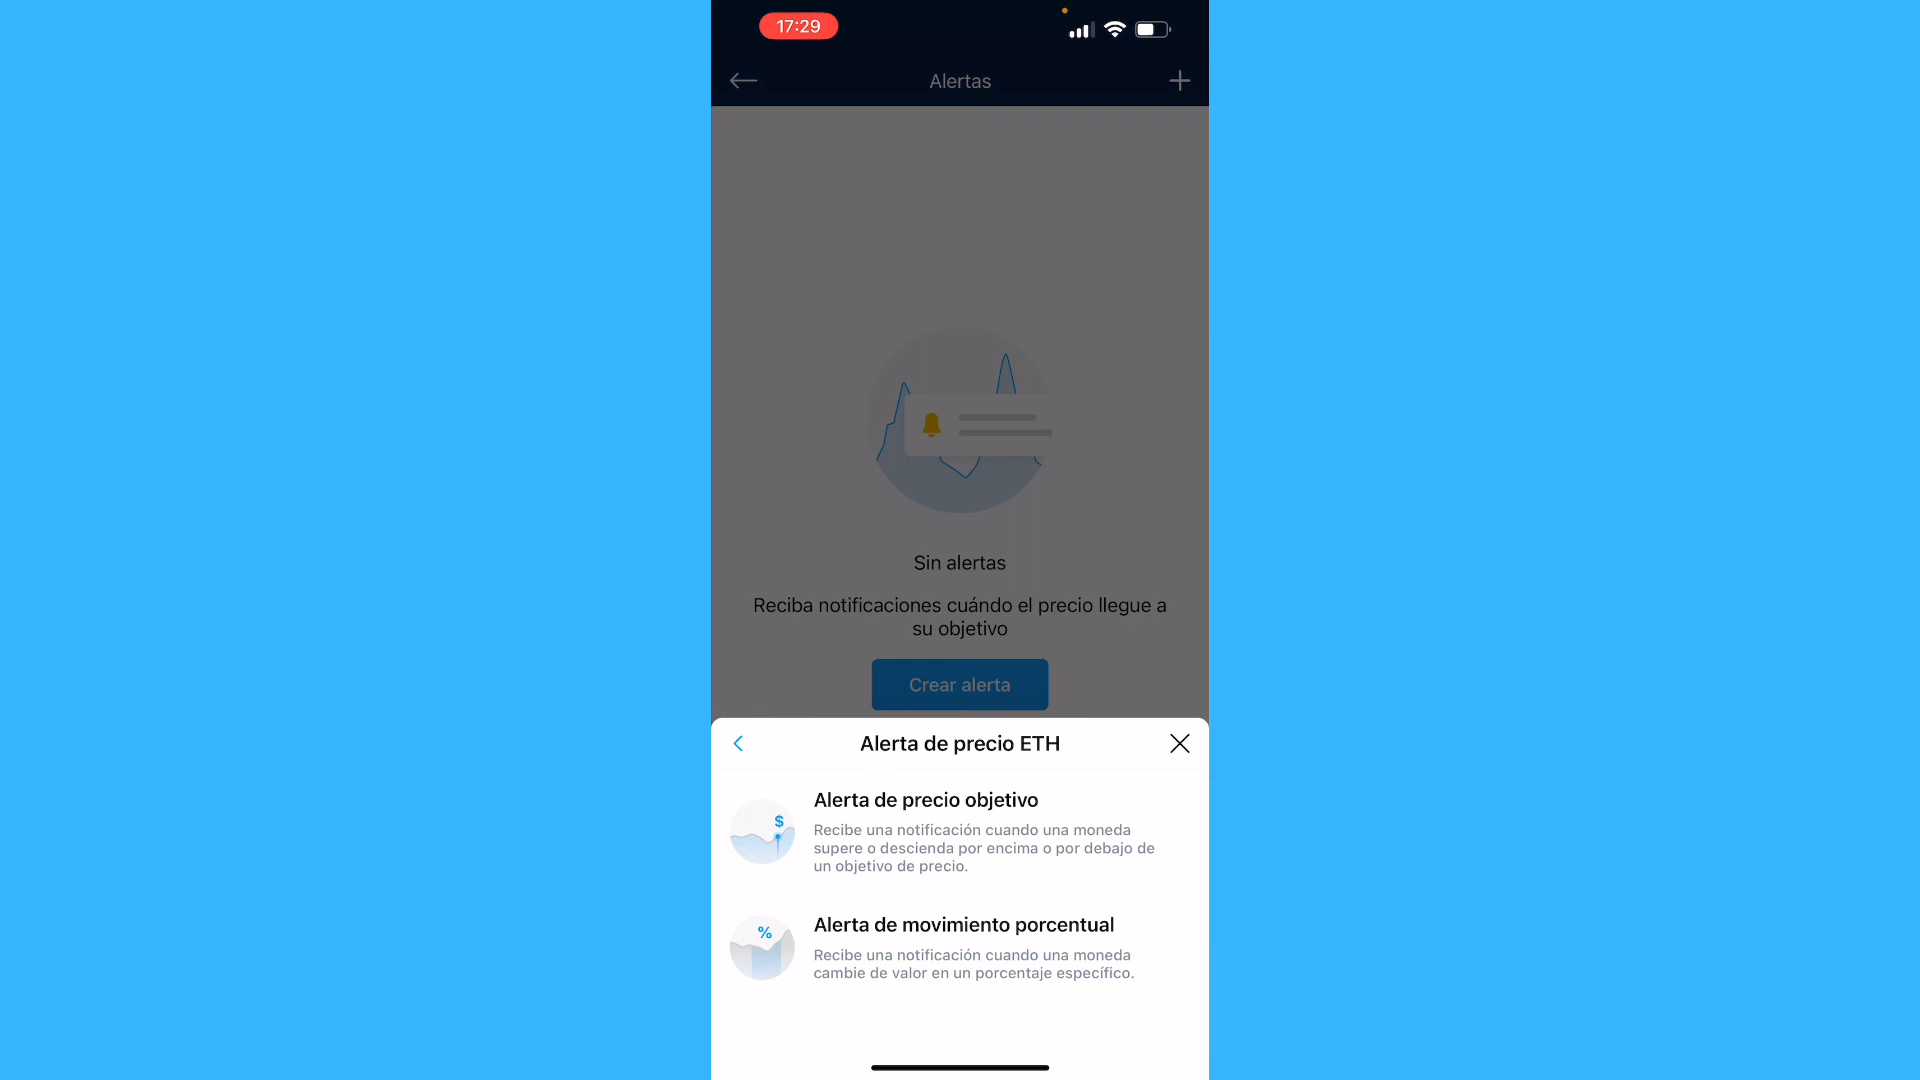 17:29
Alertas
Sin alertas
Reciba notificaciones cuándo el precio llegue a
su objetivo
Crear alerta
Alerta de precio ETH
$
Alerta de precio objetivo
Recibe una notificación cuando una moneda
supere o descienda por encima o por debajo de
un objetivo de precio.
%
Alerta de movimiento porcentual
Recibe una notificación cuando una moneda
cambie de valor en un porcentaje específico.